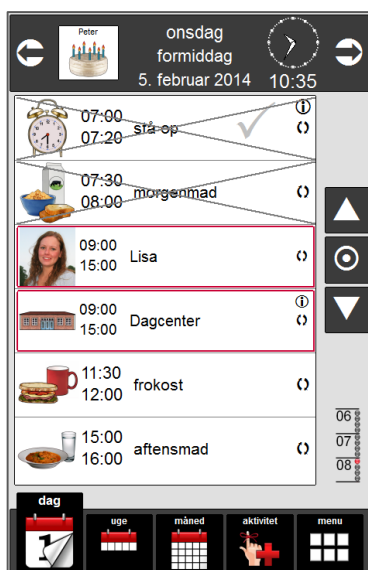 Peter
onsdag
formiddag
5. februar 2014
10:35
07:00
07:20
stå op
07:30
08:00
morgenmad
09:00
15:00
Lisa
09:00
15:00
Dagcenter
11:30
12:00
frokost
15:00
16:00
aftensmad
06
07
08
dag
1
uge
måned
aktivitet
menu